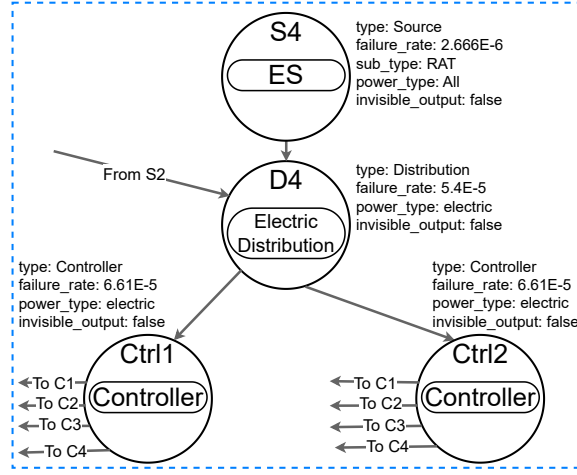 S4
ES
type: Source
failure_rate: 2.666E-6
sub_type: RAT
power_type: All
invisible_output: false
From S2
D4
Electric
Distribution
type: Distribution
failure_rate: 5.4E-5
power_type: electric
invisible_output: false
type: Controller
failure_rate: 6.61E-5
power_type: electric
invisible_output: false
Ctrl1
Controller
To C1
To C2
To C3
To C4
type: Controller
failure_rate: 6.61E-5
power_type: electric
invisible_output: false
Ctrl2
Controller
To C1
To C2
To C3
To C4